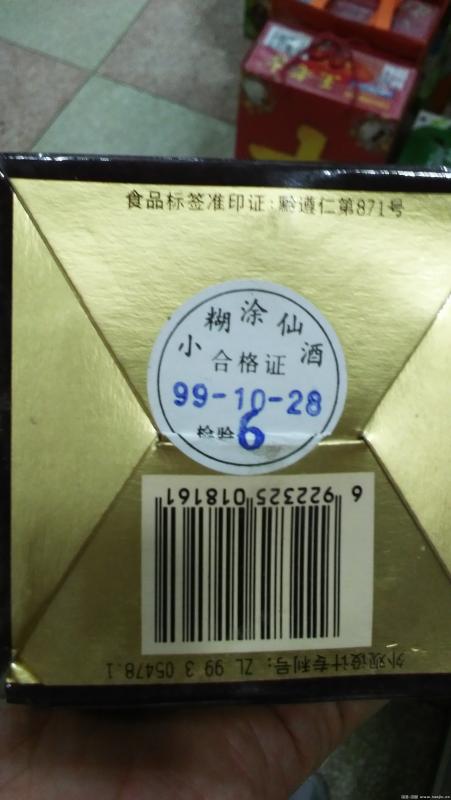 食品标签准印证:黔遵仁第871号
小糊涂仙酒
合格证
99-10-28
检验6
6 922325 018161
外观设计专利号: ZL 99 3 05478.1